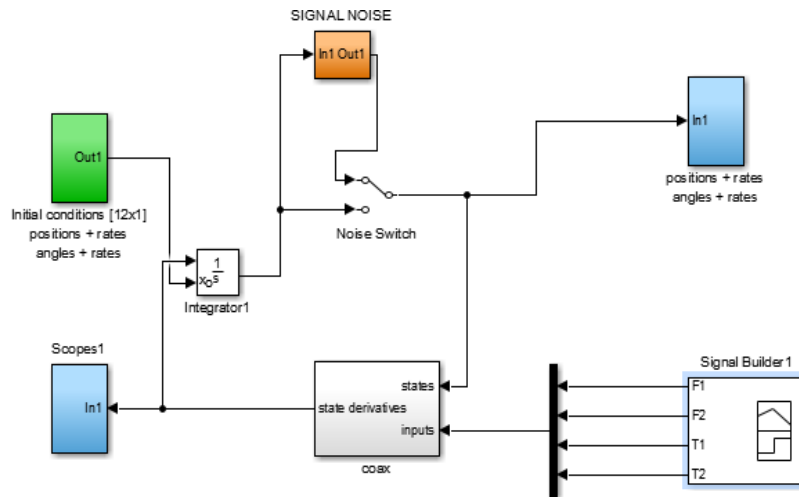 SIGNAL NOISE
In1 Out1
Out1
In1
positions + rates
angles + rates
Initial conditions [12x1]
positions + rates
angles + rates
Noise Switch
1
s
xo
Integrator1
Scopes1
In1
states
state derivatives
inputs
coax
Signal Builder1
F1
F2
T1
T2